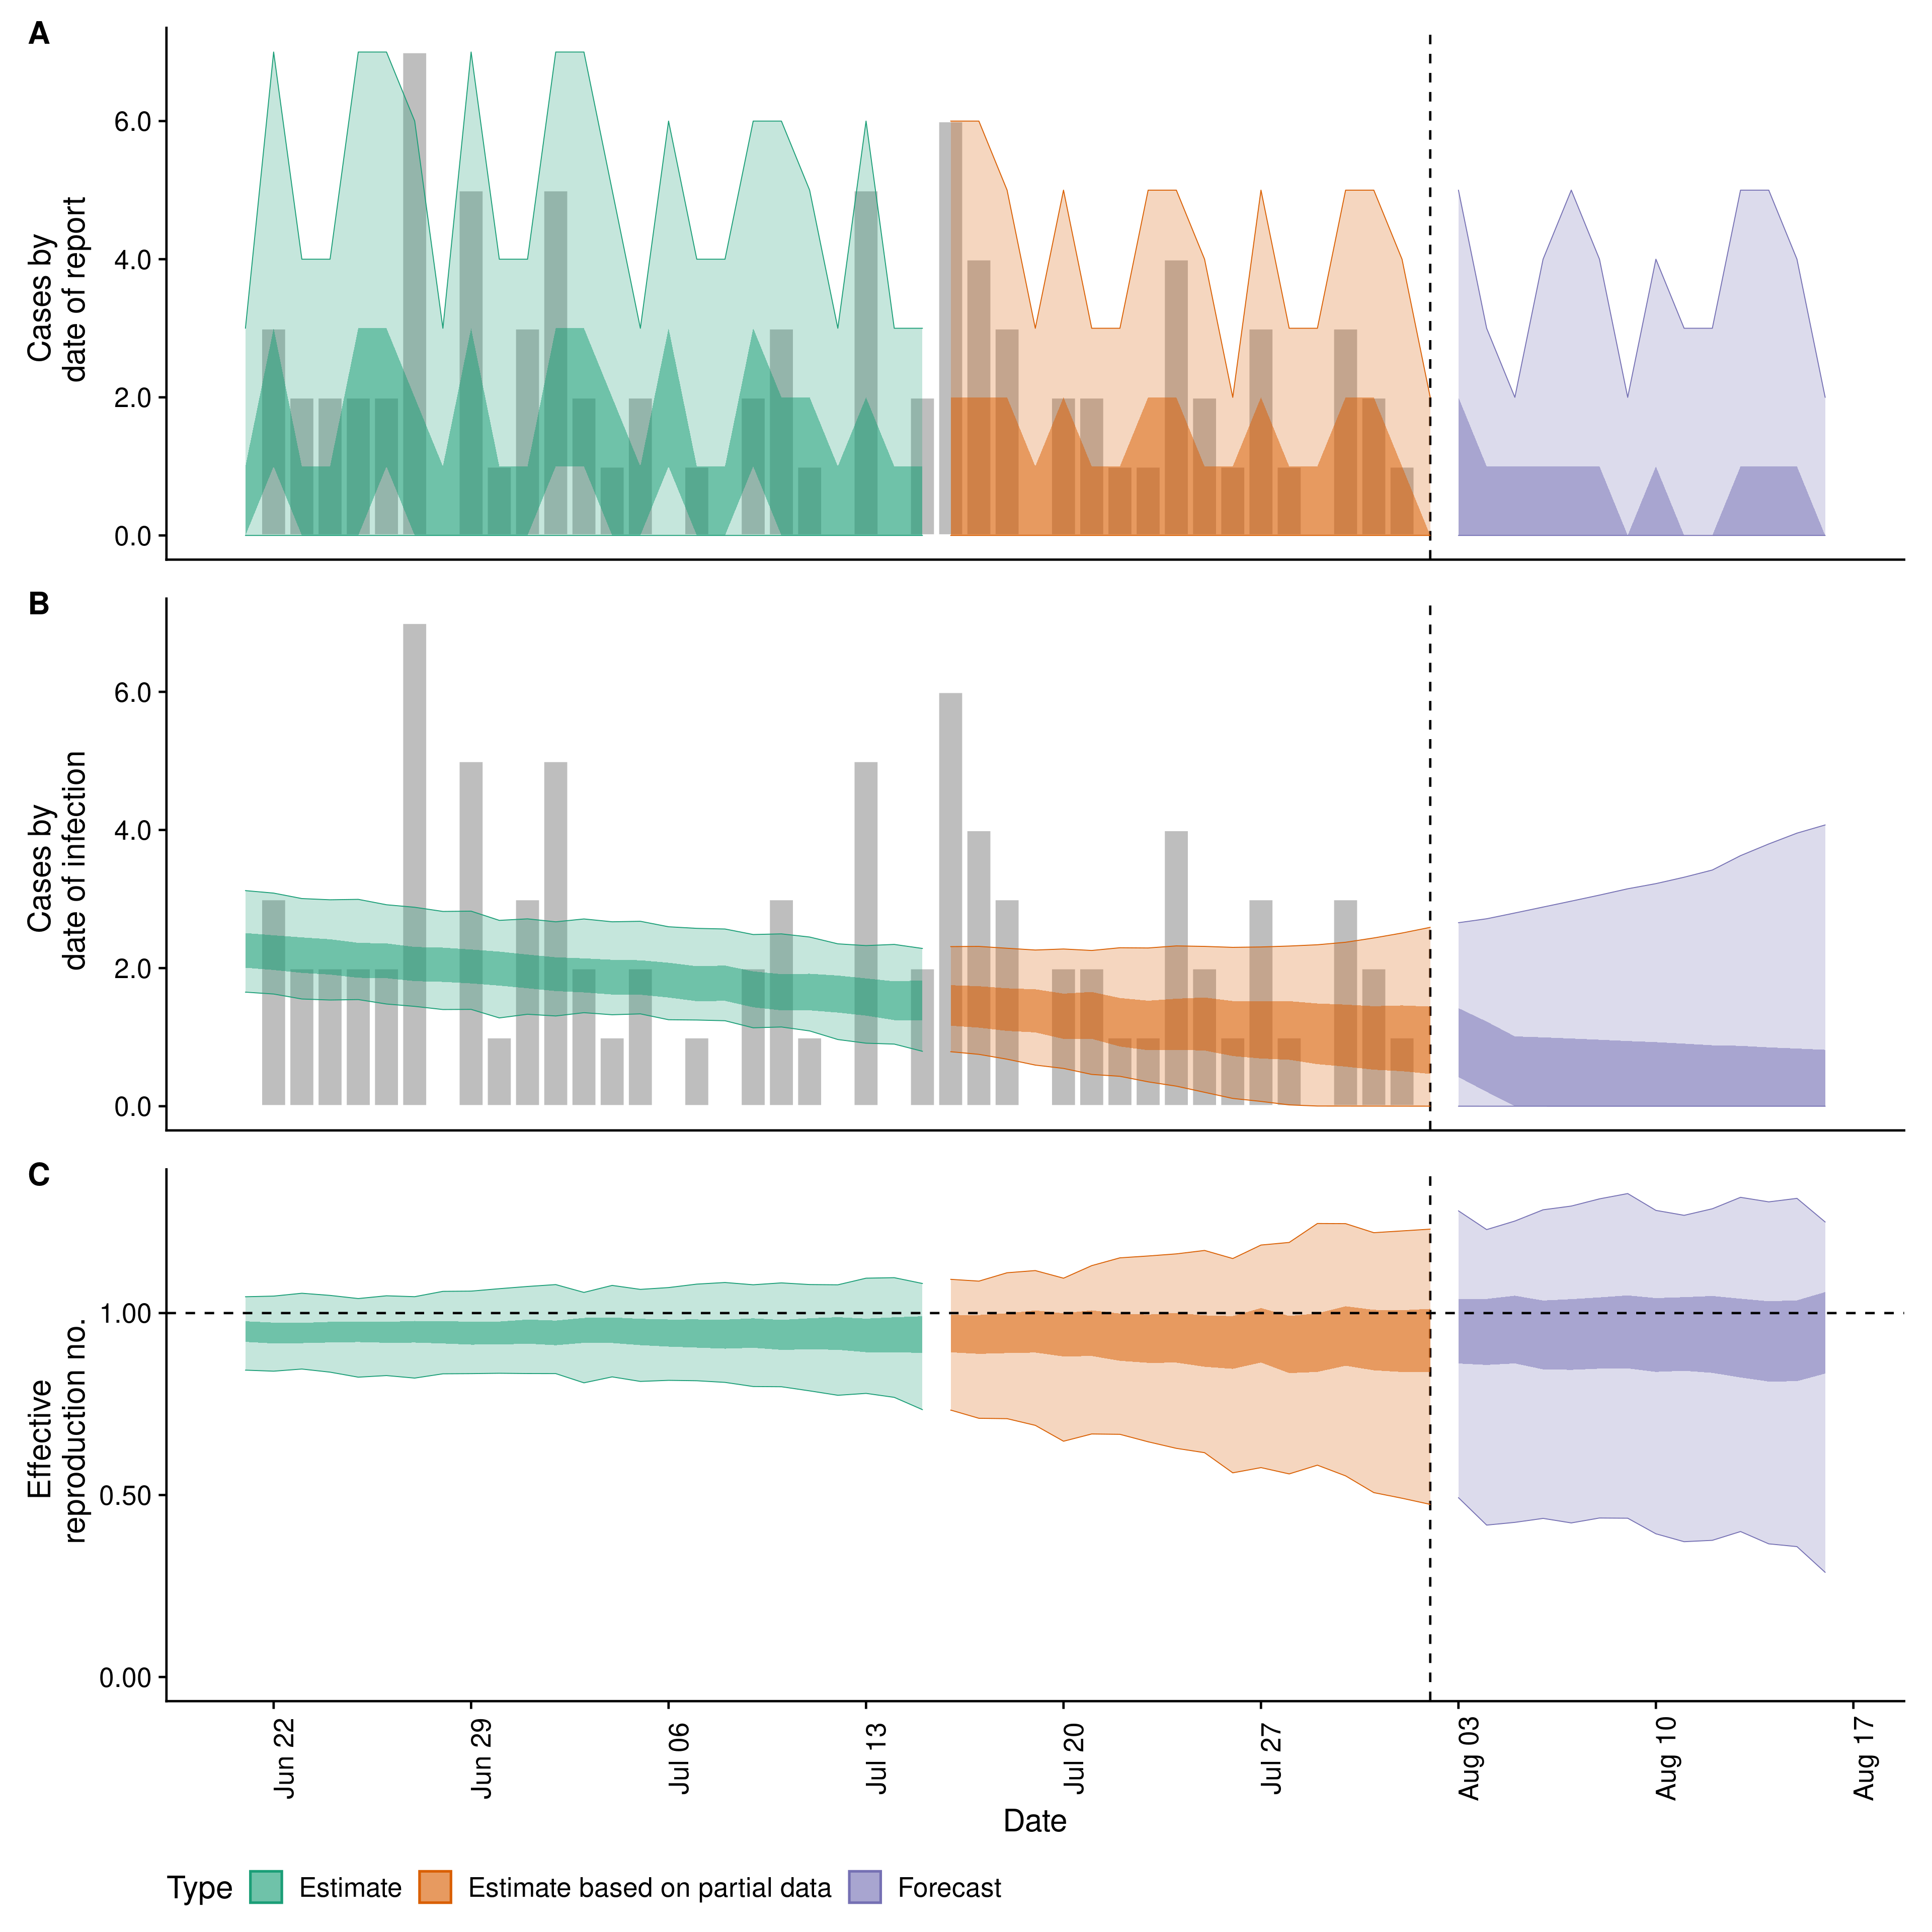 A
Cases by
date of report
6.0
4.0
2.0
0.0
B
Cases by
date of infection
6.0
4.0
2.0
0.0
C
Effective
reproduction no.
1.00
0.50
0.00
Jun 22
Jun 29
Jul 06
Jul 13
Jul 20
Jul 27
Aug 03
Aug 10
Aug 17
Date
Type Estimate Estimate based on partial data Forecast